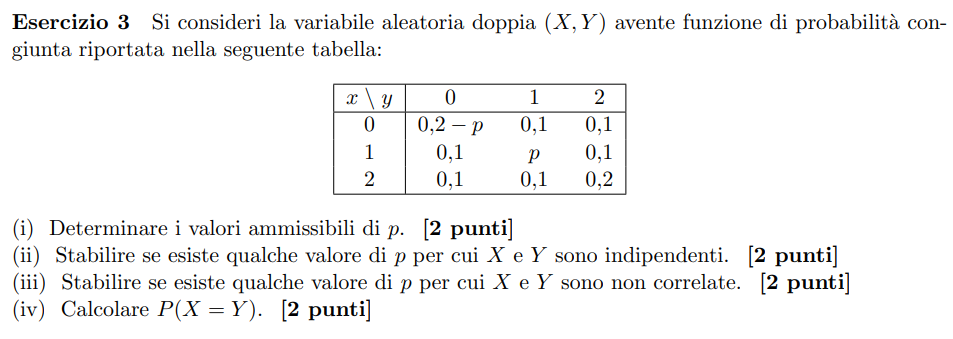 Esercizio 3 Si consideri la variabile aleatoria doppia (X, Y) avente funzione di probabilità con-
giunta riportata nella seguente tabella:
x \ y 0 1 2
0 0,2 − p 0,1 0,1
1 0,1 p 0,1
2 0,1 0,1 0,2
(i) Determinare i valori ammissibili di p. [2 punti]
(ii) Stabilire se esiste qualche valore di p per cui X e Y sono indipendenti. [2 punti]
(iii) Stabilire se esiste qualche valore di p per cui X e Y sono non correlate. [2 punti]
(iv) Calcolare P(X = Y). [2 punti]